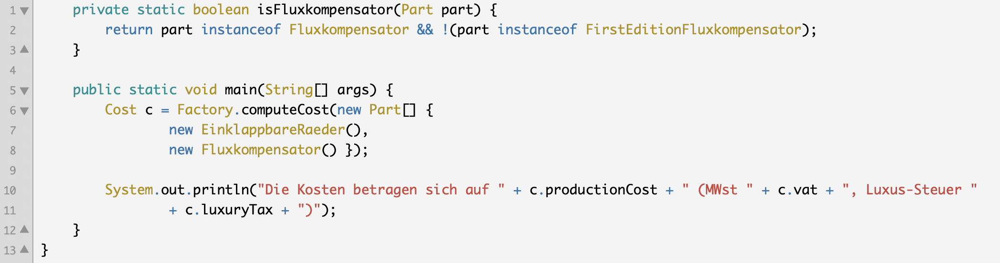 1 private static boolean isFluxkompensator(Part part) {
2 return part instanceof Fluxkompensator && !(part instanceof FirstEditionFluxkompensator);
3 }
4
5 public static void main(String[] args) {
6 Cost c = Factory.computeCost(new Part[] {
7 new EinklappbareRaeder(),
8 new Fluxkompensator() });
9
10 System.out.println("Die Kosten betragen sich auf " + c.productionCost + " (MWst " + c.vat + ", Luxus-Steuer "
11 + c.luxuryTax + ")");
12 }
13 }